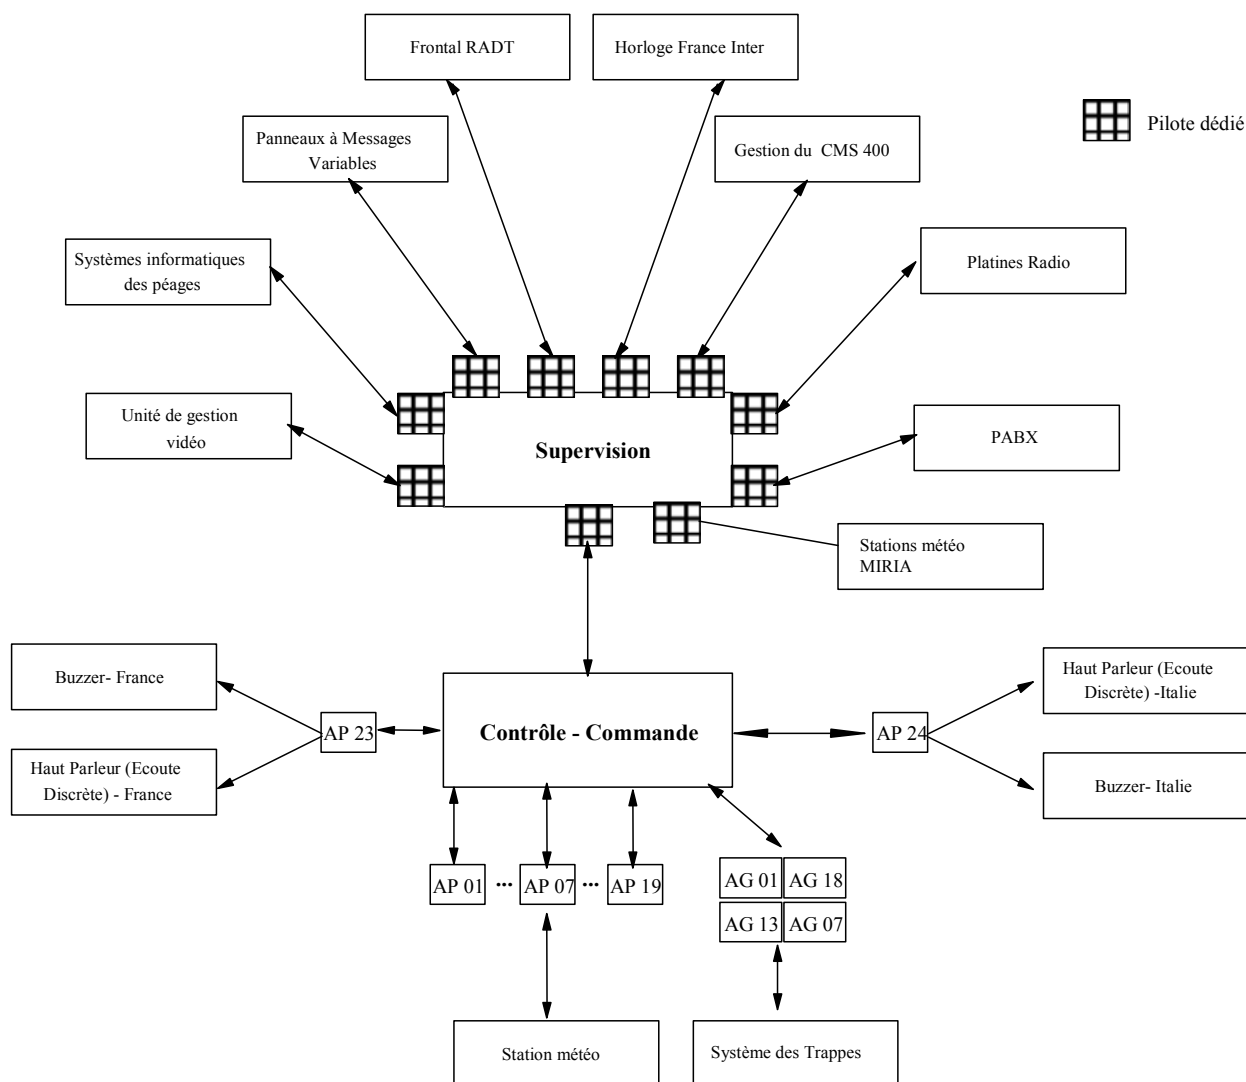 Frontal RADT
Horloge France Inter
Panneaux à Messages
Variables
Gestion du CMS 400
Pilote dédié
Systèmes informatiques
des péages
Platines Radio
Unité de gestion
vidéo
Supervision
PABX
Stations météo
MIRIA
Buzzer- France
Haut Parleur (Ecoute
Discrète) - France
AP 23
Contrôle - Commande
AP 24
Haut Parleur (Ecoute
Discrète) -Italie
Buzzer- Italie
AP 01 ... AP 07 ... AP 19
AG 01 AG 18
AG 13 AG 07
Station météo
Système des Trappes